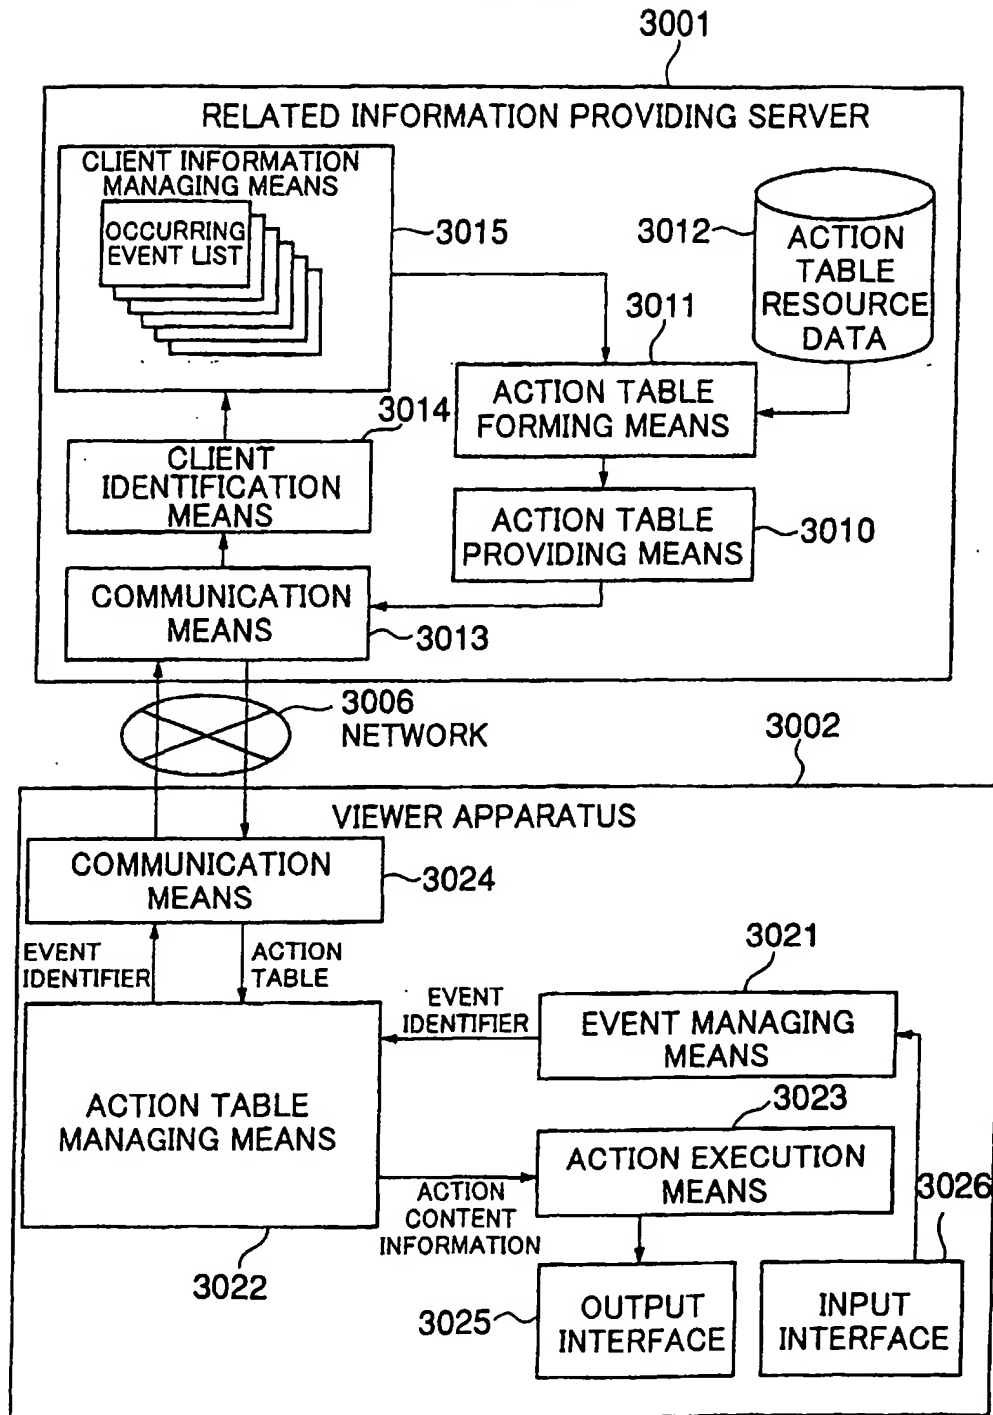 3001
RELATED INFORMATION PROVIDING SERVER
CLIENT INFORMATION
MANAGING MEANS
OCCURRING
EVENT LIST
3015
3012
ACTION
TABLE
RESOURCE
DATA
3011
ACTION TABLE
FORMING MEANS
3014
CLIENT
IDENTIFICATION
MEANS
ACTION TABLE
PROVIDING MEANS
3010
COMMUNICATION
MEANS
3013
3006
NETWORK
3002
VIEWER APPARATUS
COMMUNICATION
MEANS
3024
EVENT
IDENTIFIER
ACTION
TABLE
3021
EVENT
IDENTIFIER
EVENT MANAGING
MEANS
ACTION TABLE
MANAGING MEANS
3023
ACTION EXECUTION
MEANS
3026
ACTION
CONTENT
INFORMATION
3022
3025
OUTPUT
INTERFACE
INPUT
INTERFACE